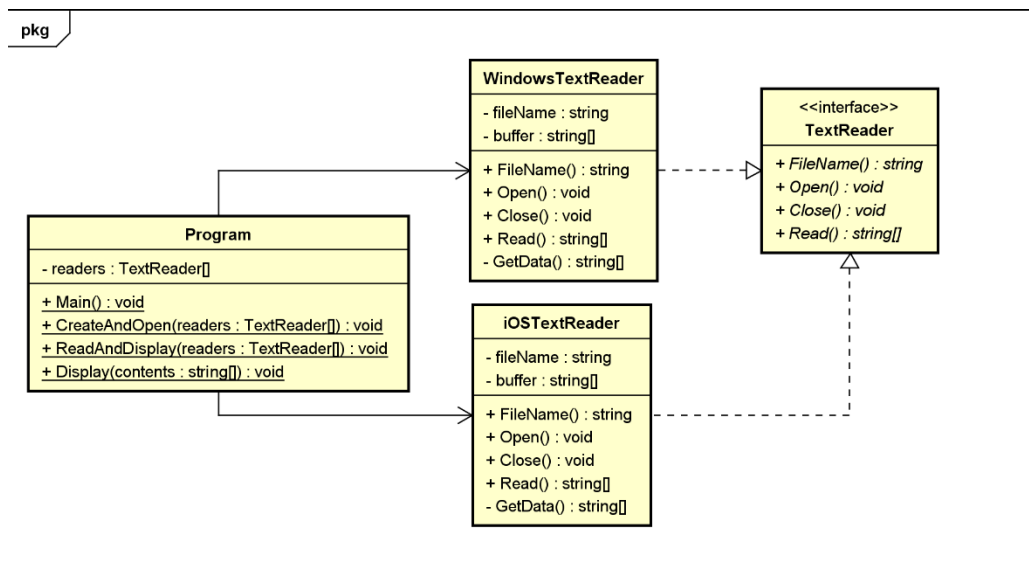 pkg
Program
- readers : TextReader[]
+ Main() : void
+ CreateAndOpen(readers : TextReader[]) : void
+ ReadAndDisplay(readers : TextReader[]) : void
+ Display(contents : string[]) : void
WindowsTextReader
- fileName : string
- buffer : string[]
+ FileName() : string
+ Open() : void
+ Close() : void
+ Read() : string[]
- GetData() : string[]
iOSTextReader
- fileName : string
- buffer : string[]
+ FileName() : string
+ Open() : void
+ Close() : void
+ Read() : string[]
- GetData() : string[]
<<interface>>
TextReader
+ FileName() : string
+ Open() : void
+ Close() : void
+ Read() : string[]